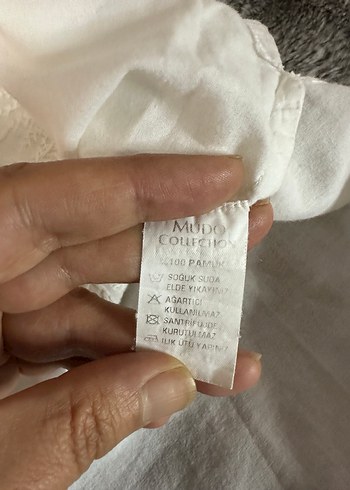 MUDO
COLLECTION
%100 PAMUK
SOĞUK SUDA
ELDE YIKAYINIZ
AĞARTICI
KULLANILMAZ
SANTRİFÜJDE
KURUTULMAZ
ILIK ÜTÜ YAPINIZ